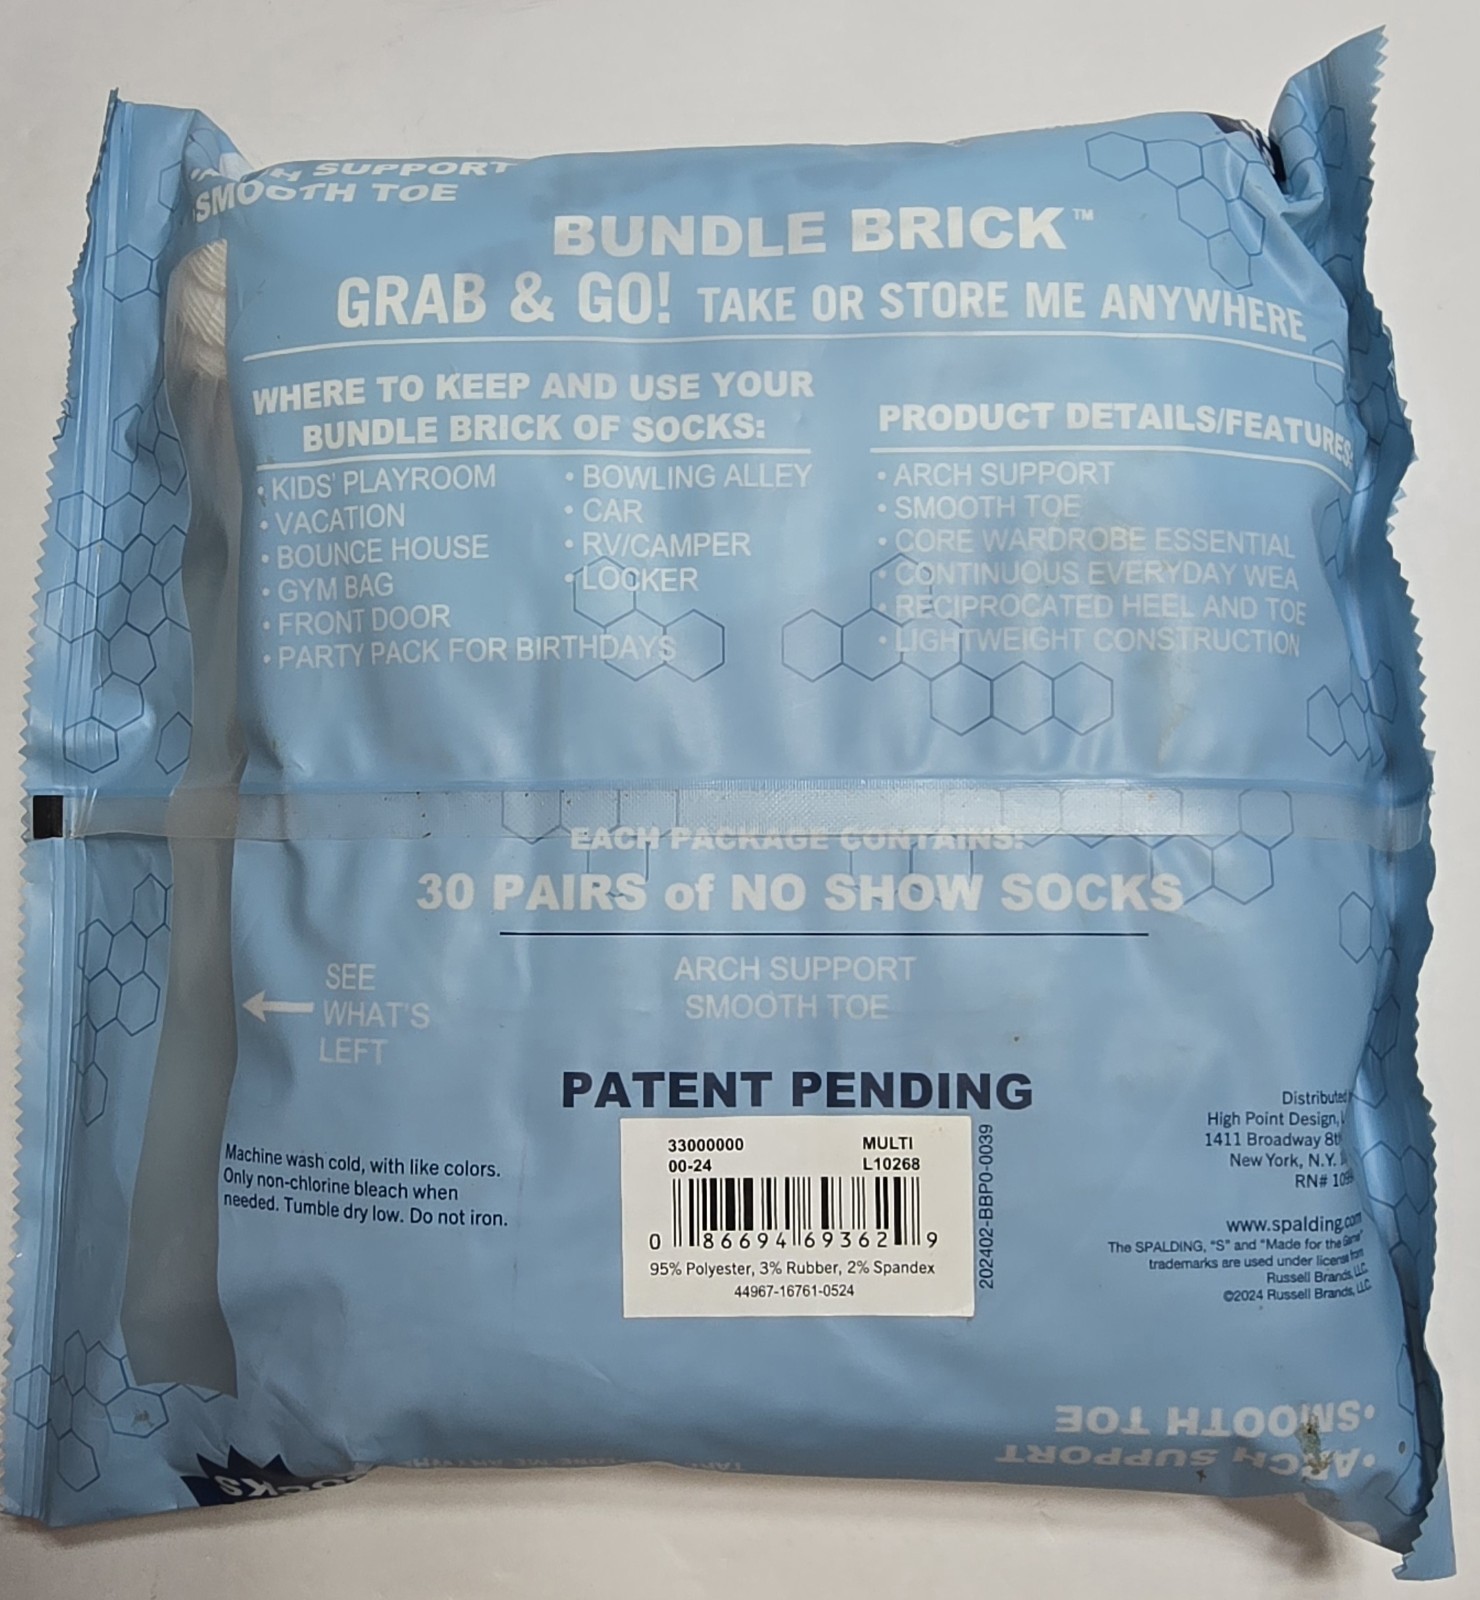 SUPPORT
SMOOTH TOE
BUNDLE BRICK™
GRAB & GO! TAKE OR STORE ME ANYWHERE
WHERE TO KEEP AND USE YOUR
BUNDLE BRICK OF SOCKS:
• KIDS' PLAYROOM
• VACATION
• BOUNCE HOUSE
• GYM BAG
• FRONT DOOR
• PARTY PACK FOR BIRTHDAYS
• BOWLING ALLEY
• CAR
• RV/CAMPER
• LOCKER
PRODUCT DETAILS/FEATURES:
• ARCH SUPPORT
• SMOOTH TOE
• CORE WARDROBE ESSENTIAL
• CONTINUOUS EVERYDAY WEA
• RECIPROCATED HEEL AND TOE
• LIGHTWEIGHT CONSTRUCTION
EACH PACKAGE CONTAINS:
30 PAIRS of NO SHOW SOCKS
SEE
WHAT'S
LEFT
ARCH SUPPORT
SMOOTH TOE
PATENT PENDING
Machine wash cold, with like colors.
Only non-chlorine bleach when
needed. Tumble dry low. Do not iron.
33000000 MULTI
00-24 L10268
0 86694 69362 9
95% Polyester, 3% Rubber, 2% Spandex
44967-16761-0524
202402-BBP0-0039
Distributed
High Point Design,
1411 Broadway 8t
New York, N.Y.
RN# 109
www.spalding.com
The SPALDING, "S" and "Made for the Game"
trademarks are used under license from
Russell Brands, LLC.
©2024 Russell Brands, LLC.
• ARCH SUPPORT
• SMOOTH TOE